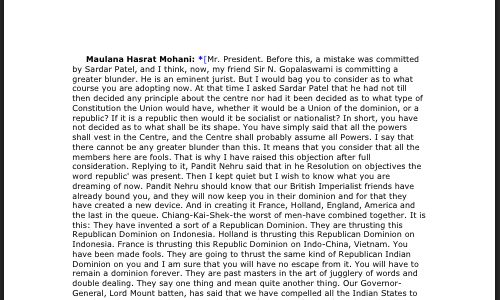 Maulana Hasrat Mohani: *[Mr. President. Before this, a mistake was committed
by Sardar Patel, and I think, now, my friend Sir N. Gopalaswami is committing a
greater blunder. He is an eminent jurist. But I would bag you to consider as to what
course you are adopting now. At that time I asked Sardar Patel that he had not till
then decided any principle about the centre nor had it been decided as to what type of
Constitution the Union would have, whether it would be a Union of the dominion, or a
republic? If it is a republic then would it be socialist or nationalist? In short, you have
not decided as to what shall be its shape. You have simply said that all the powers
shall vest in the Centre, and the Centre shall probably assume all Powers. I say that
there cannot be any greater blunder than this. It means that you consider that all the
members here are fools. That is why I have raised this objection after full
consideration. Replying to it, Pandit Nehru said that in he Resolution on objectives the
word republic' was present. Then I kept quiet but I wish to know what you are
dreaming of now. Pandit Nehru should know that our British Imperialist friends have
already bound you, and they will now keep you in their dominion and for that they
have created a new device. And in creating it France, Holland, England, America and
the last in the queue. Chiang-Kai-Shek-the worst of men-have combined together. It is
this: They have invented a sort of a Republican Dominion. They are thrusting this
Republican Dominion on Indonesia. Holland is thrusting this Republican Dominion on
Indonesia. France is thrusting this Republic Dominion on Indo-China, Vietnam. You
have been made fools. They are going to thrust the same kind of Republican Indian
Dominion on you and I am sure that you will have no escape from it. You will have to
remain a dominion forever. They are past masters in the art of jugglery of words and
double dealing. They say one thing and mean quite another thing. Our Governor-
General, Lord Mount batten, has said that we have compelled all the Indian States to